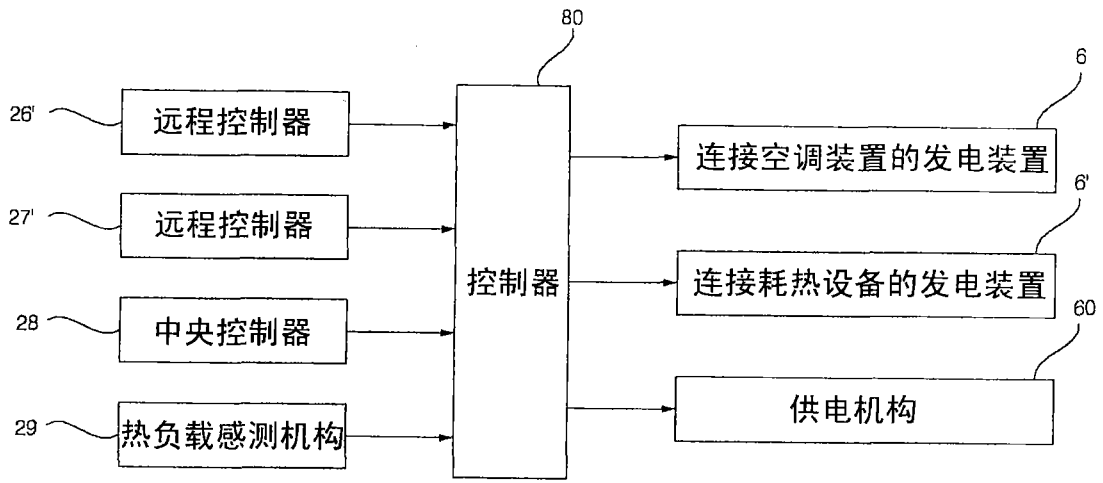 80
26'
远程控制器
27'
远程控制器
28
中央控制器
29
热负载感测机构
控制器
6
连接空调装置的发电装置
6'
连接耗热设备的发电装置
60
供电机构